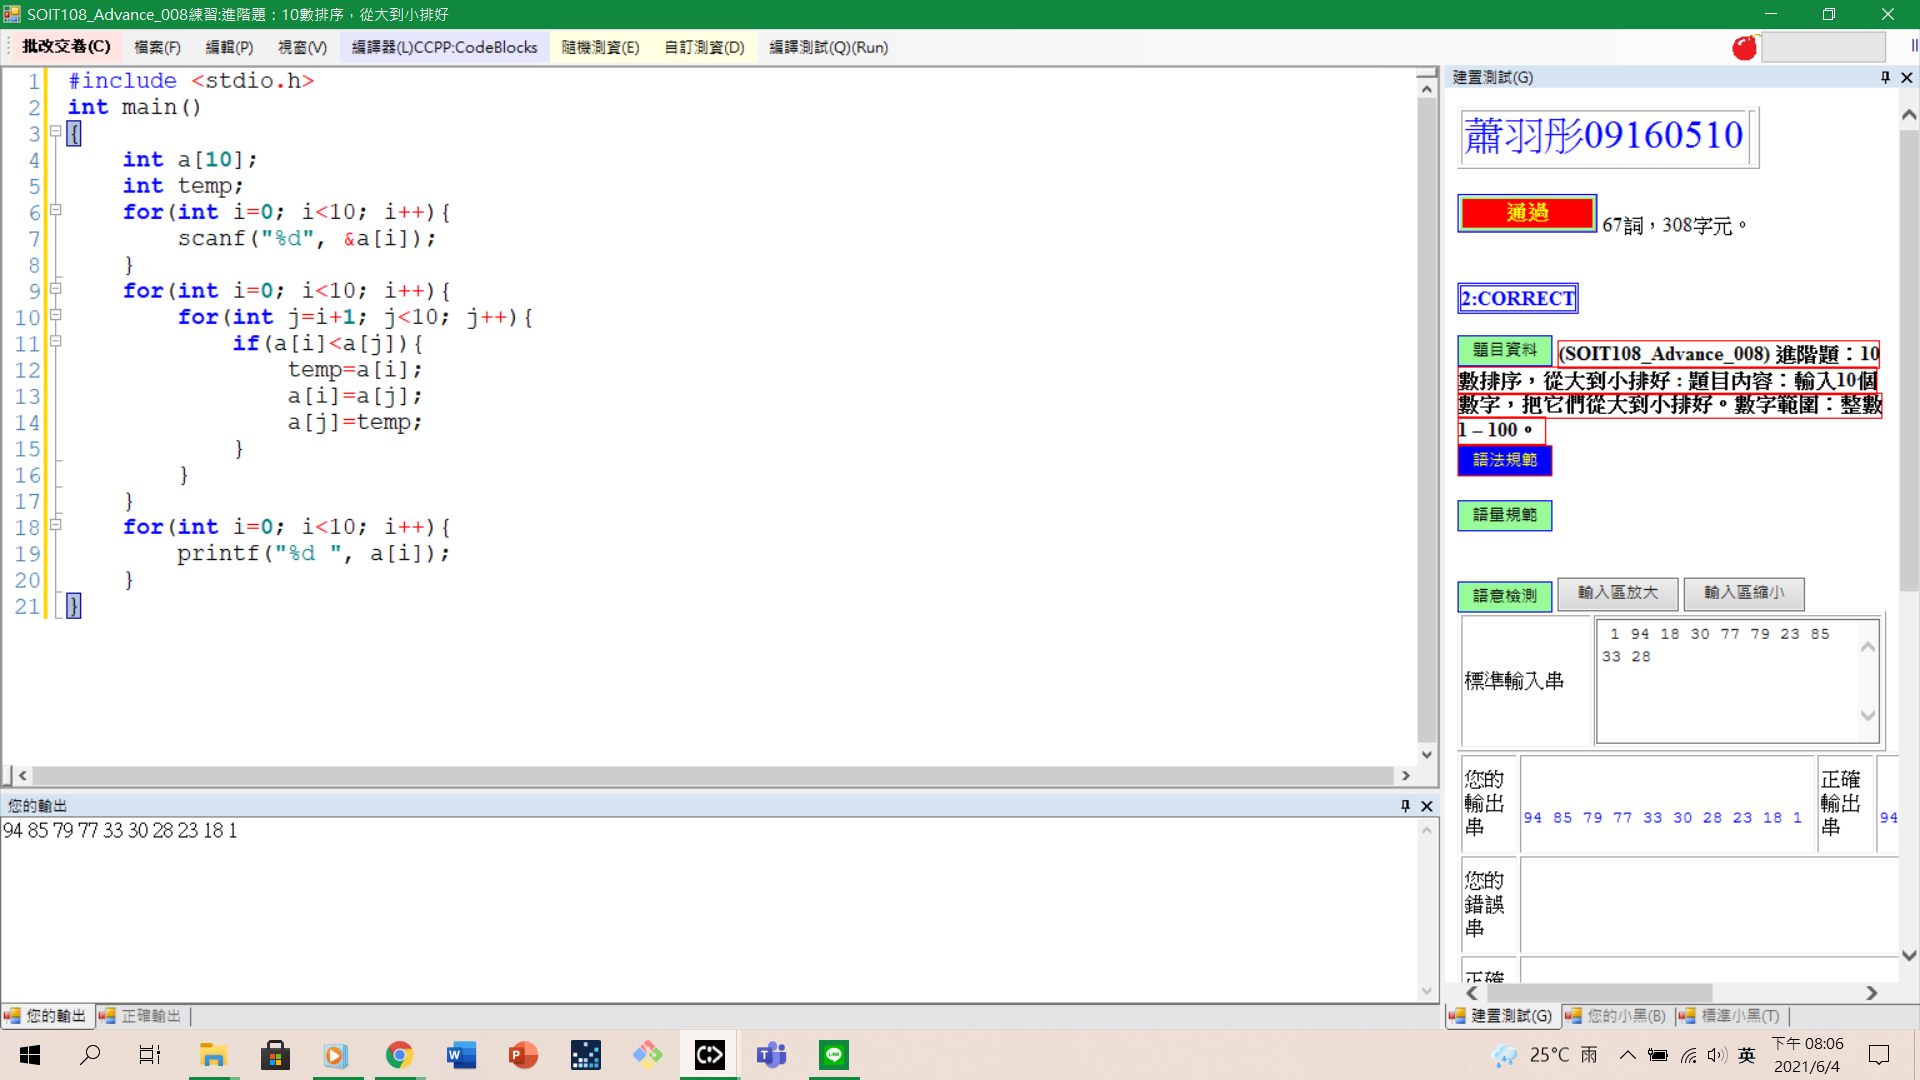 SOIT108_Advance_008練習:進階題：10數排序，從大到小排好
批改交卷(C) 檔案(F) 編輯(P) 視窗(V) 編譯器(L)CCPP:CodeBlocks 隨機測資(E) 自訂測資(D) 編譯測試(Q)(Run)
1 #include <stdio.h>
2 int main()
3 {
4 int a[10];
5 int temp;
6 for(int i=0; i<10; i++){
7 scanf("%d", &a[i]);
8 }
9 for(int i=0; i<10; i++){
10 for(int j=i+1; j<10; j++){
11 if(a[i]<a[j]){
12 temp=a[i];
13 a[i]=a[j];
14 a[j]=temp;
15 }
16 }
17 }
18 for(int i=0; i<10; i++){
19 printf("%d ", a[i]);
20 }
21 }
您的輸出
94 85 79 77 33 30 28 23 18 1
您的輸出 正確輸出
建置測試(G)
蕭羽彤09160510
通過 67詞，308字元。
2:CORRECT
題目資料 (SOIT108_Advance_008) 進階題：10
數排序，從大到小排好：題目內容：輸入10個
數字，把它們從大到小排好。數字範圍：整數
1 – 100。
語法規範
語量規範
語意檢測 輸入區放大 輸入區縮小
標準輸入串
1 94 18 30 77 79 23 85
33 28
您的
輸出
串
94 85 79 77 33 30 28 23 18 1
正確
輸出
串
94
您的
錯誤
串
正確
建置測試(G) 您的小黑(B) 標準小黑(T)
25°C 雨 英 下午 08:06
2021/6/4